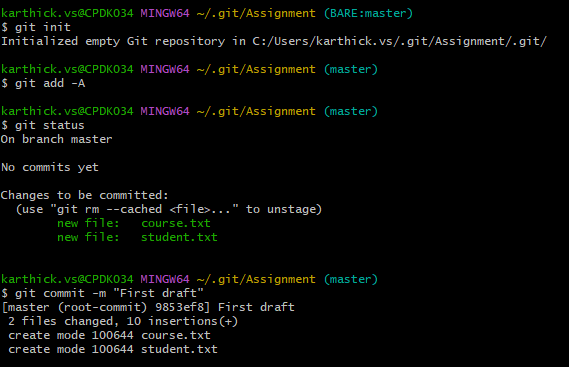 karthick.vs@CPDK034 MINGW64 ~/.git/Assignment (BARE:master)
$ git init
Initialized empty Git repository in C:/Users/karthick.vs/.git/Assignment/.git/
karthick.vs@CPDK034 MINGW64 ~/.git/Assignment (master)
$ git add -A
karthick.vs@CPDK034 MINGW64 ~/.git/Assignment (master)
$ git status
On branch master
No commits yet
Changes to be committed:
  (use "git rm --cached <file>..." to unstage)
        new file:   course.txt
        new file:   student.txt
karthick.vs@CPDK034 MINGW64 ~/.git/Assignment (master)
$ git commit -m "First draft"
[master (root-commit) 9853ef8] First draft
 2 files changed, 10 insertions(+)
 create mode 100644 course.txt
 create mode 100644 student.txt